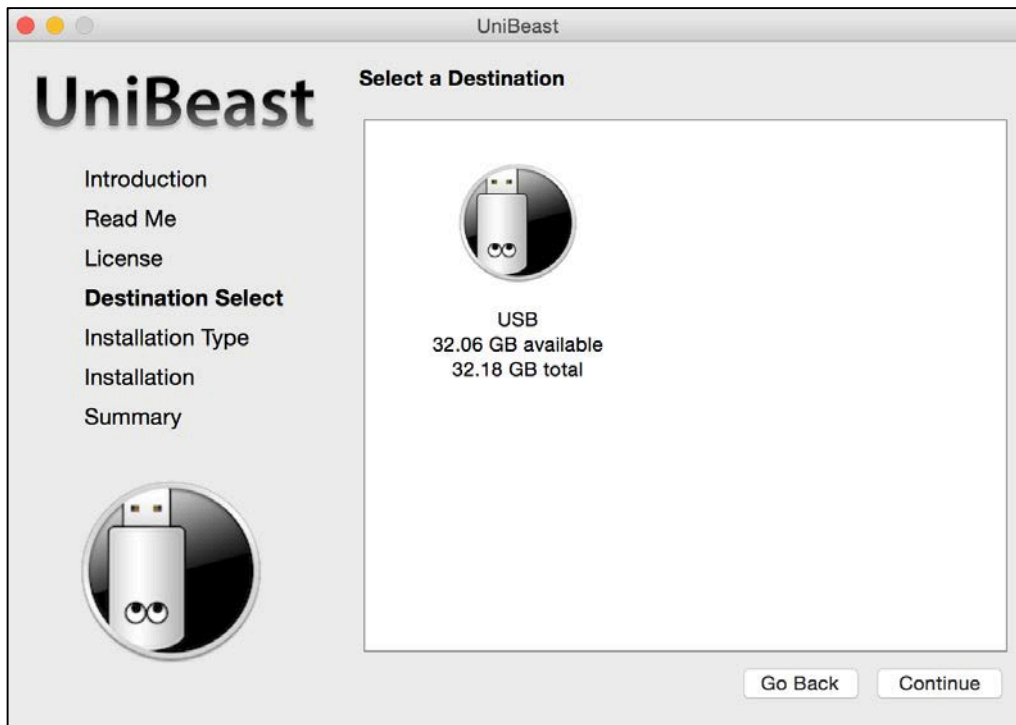 UniBeast
UniBeast
Introduction
Read Me
License
Destination Select
Installation Type
Installation
Summary
Select a Destination
USB
32.06 GB available
32.18 GB total
Go Back
Continue